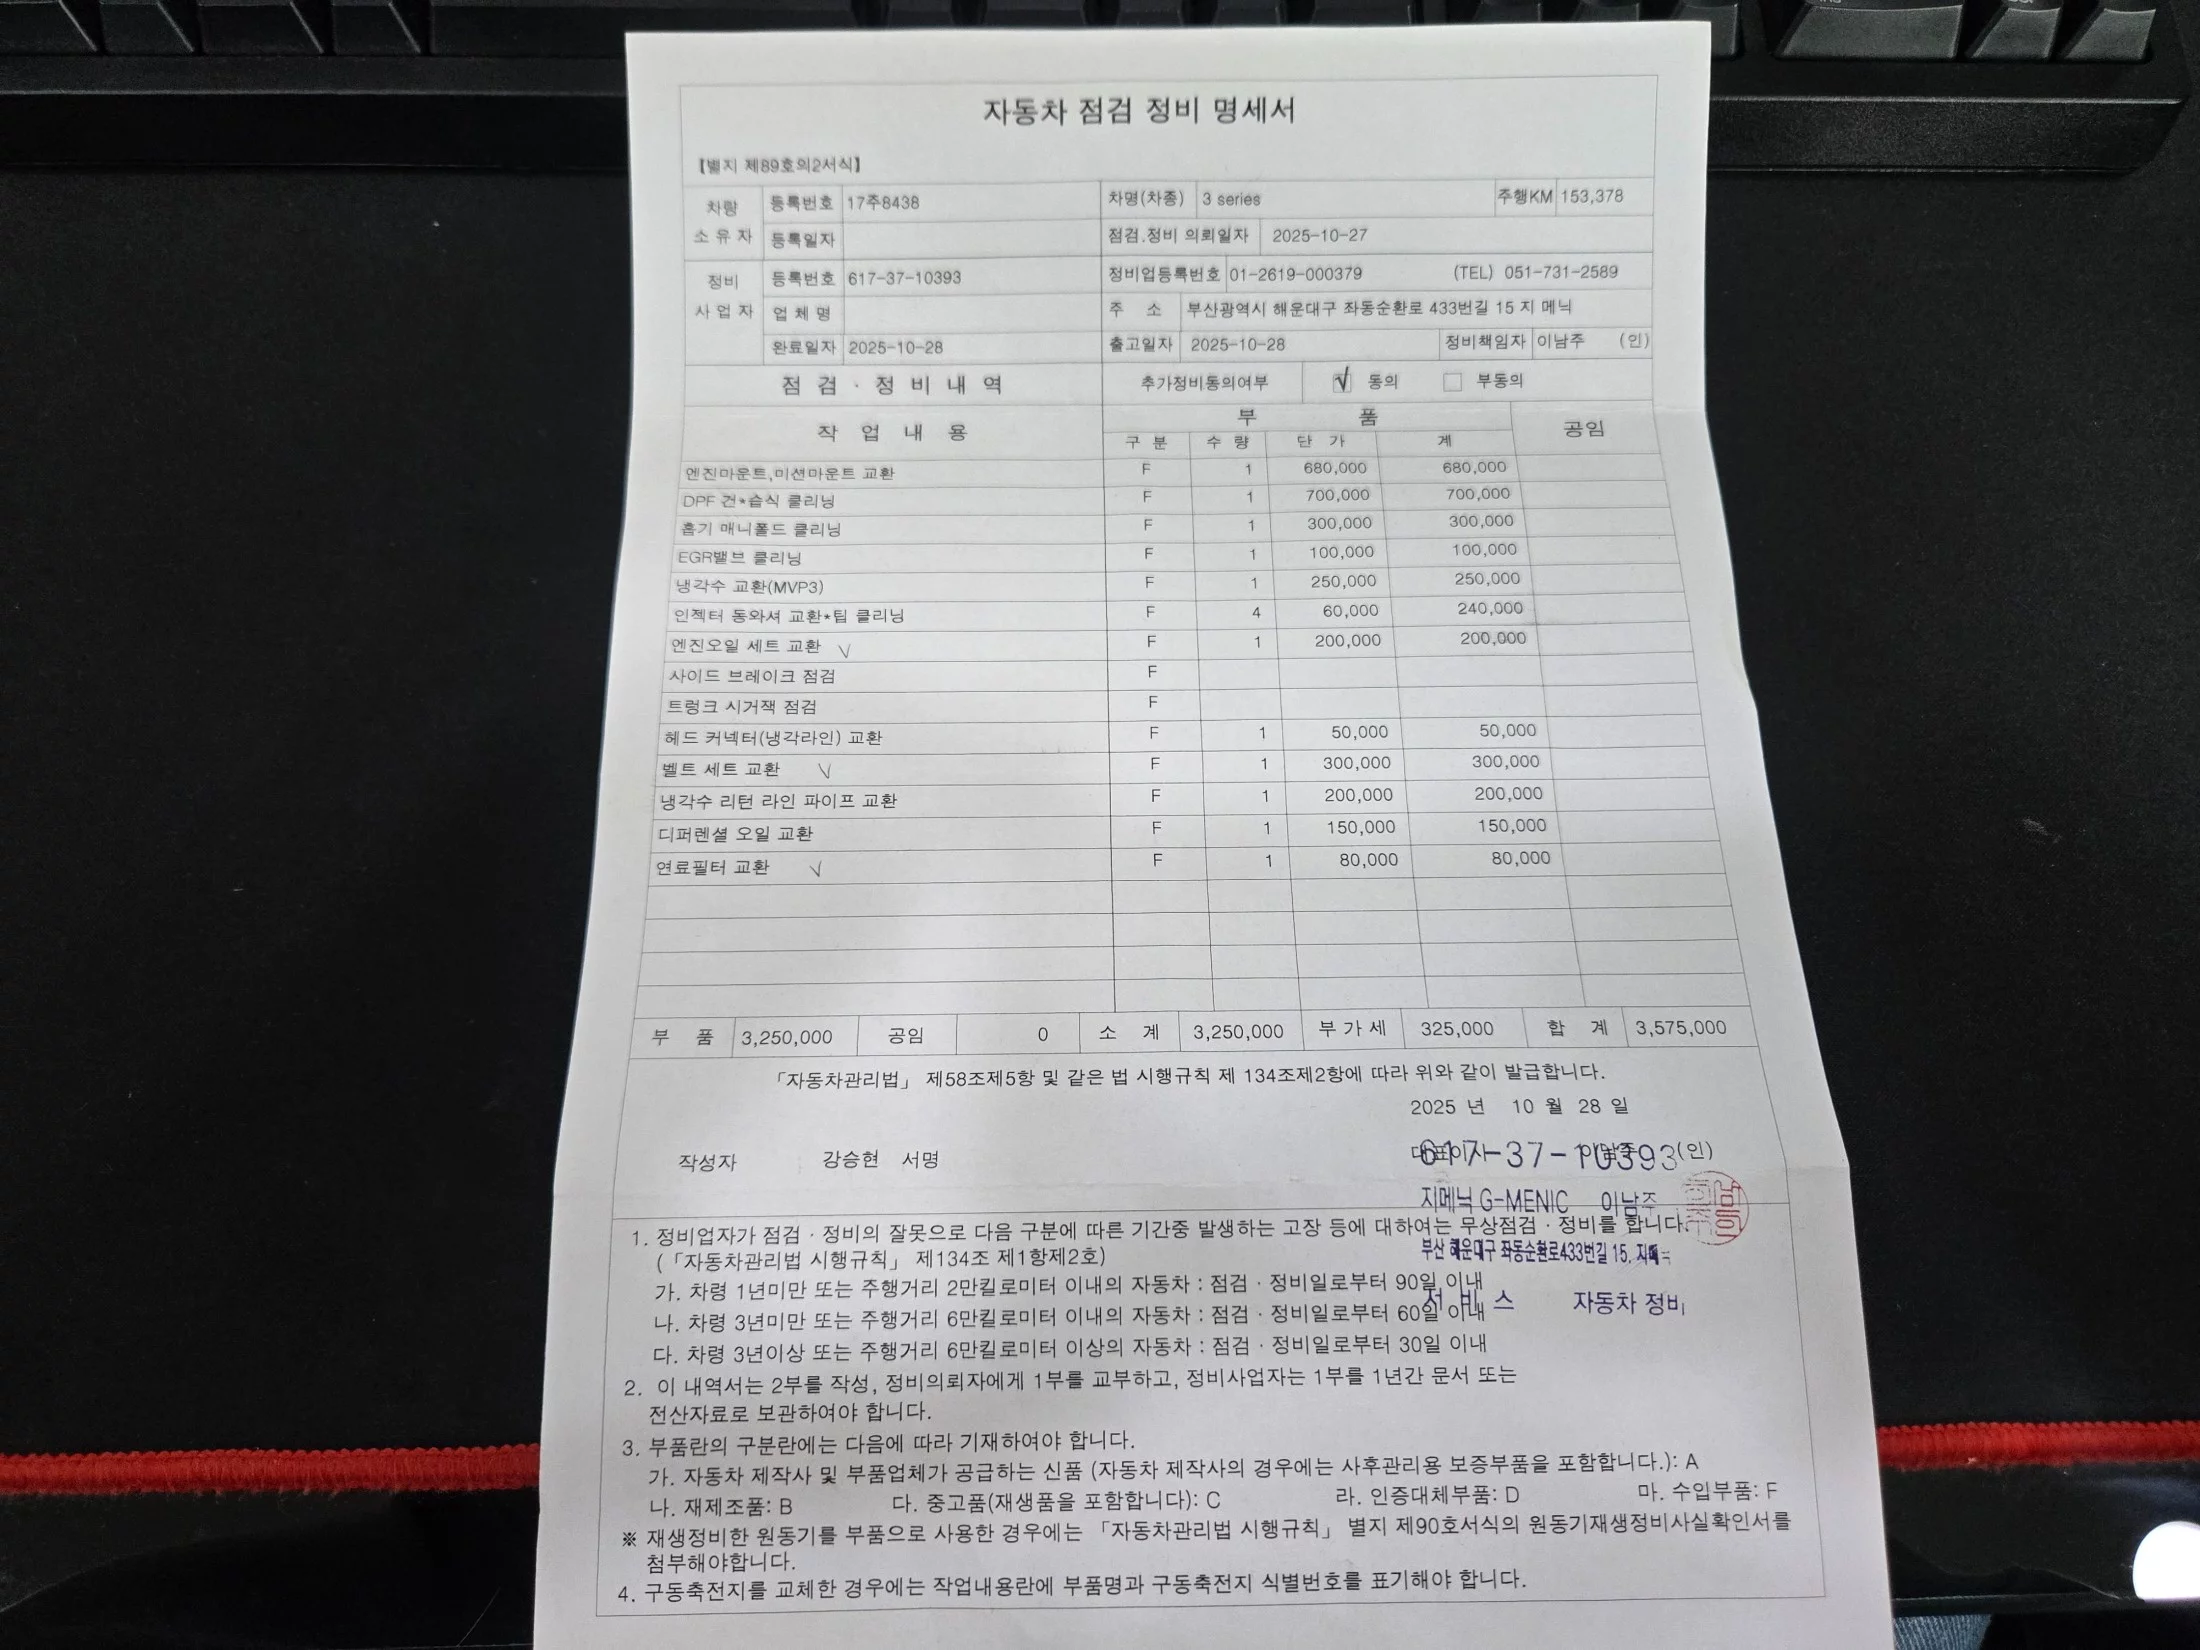 자동차 점검 정비 명세서
【별지 제89호의2서식】
차량 소유자 등록번호 17주8438 차명(차종) 3 series 주행KM 153,378
등록일자 점검.정비 의뢰일자 2025-10-27
정비 사업자 등록번호 617-37-10393 정비업등록번호 01-2619-000379 (TEL) 051-731-2589
업체명 주 소 부산광역시 해운대구 좌동순환로 433번길 15 지 메닉
완료일자 2025-10-28 출고일자 2025-10-28 정비책임자 이남주 (인)
점 검 · 정 비 내 역 추가정비동의여부 √ 동의 □ 부동의
작 업 내 용 부 품 공임
구 분 수 량 단 가 계
엔진마운트,미션마운트 교환 F 1 680,000 680,000
DPF 건*습식 클리닝 F 1 700,000 700,000
흡기 매니폴드 클리닝 F 1 300,000 300,000
EGR밸브 클리닝 F 1 100,000 100,000
냉각수 교환(MVP3) F 1 250,000 250,000
인젝터 동와셔 교환*팁 클리닝 F 4 60,000 240,000
엔진오일 세트 교환 √ F 1 200,000 200,000
사이드 브레이크 점검 F
트렁크 시거잭 점검 F
헤드 커넥터(냉각라인) 교환 F 1 50,000 50,000
벨트 세트 교환 √ F 1 300,000 300,000
냉각수 리턴 라인 파이프 교환 F 1 200,000 200,000
디퍼렌셜 오일 교환 F 1 150,000 150,000
연료필터 교환 √ F 1 80,000 80,000
부 품 3,250,000 공임 0 소 계 3,250,000 부가세 325,000 합 계 3,575,000
「자동차관리법」 제58조제5항 및 같은 법 시행규칙 제 134조제2항에 따라 위와 같이 발급합니다.
2025 년 10 월 28 일
작성자 강승현 서명 대표이사 이남주 (인)
617-37-10393
지메닉 G-MENIC 이남주
1. 정비업자가 점검 · 정비의 잘못으로 다음 구분에 따른 기간중 발생하는 고장 등에 대하여는 무상점검 · 정비를 합니다.
부산 해운대구 좌동순환로433번길 15,
(「자동차관리법 시행규칙」 제134조 제1항제2호)
가. 차령 1년미만 또는 주행거리 2만킬로미터 이내의 자동차 : 점검 · 정비일로부터 90일 이내
자동차 정비
나. 차령 3년미만 또는 주행거리 6만킬로미터 이내의 자동차 : 점검 · 정비일로부터 60일 이내
다. 차령 3년이상 또는 주행거리 6만킬로미터 이상의 자동차 : 점검 · 정비일로부터 30일 이내
2. 이 내역서는 2부를 작성, 정비의뢰자에게 1부를 교부하고, 정비사업자는 1부를 1년간 문서 또는
전산자료로 보관하여야 합니다.
3. 부품란의 구분란에는 다음에 따라 기재하여야 합니다.
가. 자동차 제작사 및 부품업체가 공급하는 신품 (자동차 제작사의 경우에는 사후관리용 보증부품을 포함합니다.): A
나. 재제조품: B 다. 중고품(재생품을 포함합니다): C 라. 인증대체부품: D 마. 수입부품: F
※ 재생정비한 원동기를 부품으로 사용한 경우에는 「자동차관리법 시행규칙」 별지 제90호서식의 원동기재생정비사실확인서를
첨부해야합니다.
4. 구동축전지를 교체한 경우에는 작업내용란에 부품명과 구동축전지 식별번호를 표기해야 합니다.